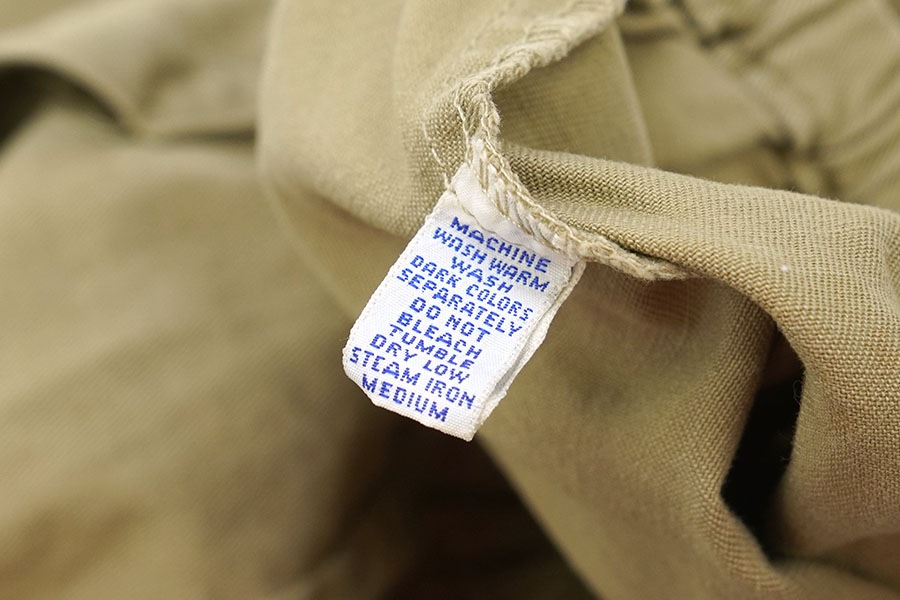 MACHINE
WASH WARM
WASH
DARK COLORS
SEPARATELY
DO NOT
BLEACH
TUMBLE
DRY LOW
STEAM IRON
MEDIUM